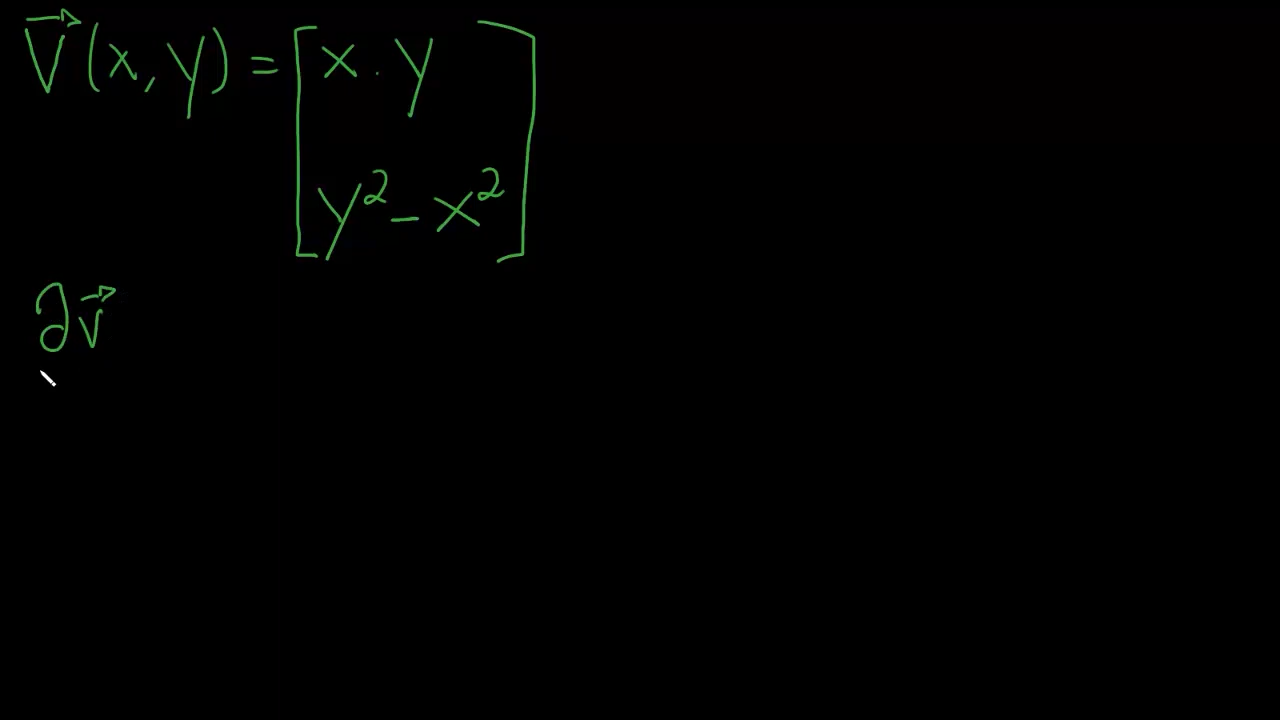 V⃗(x, y) = [x · y
y² - x²]
∂v⃗